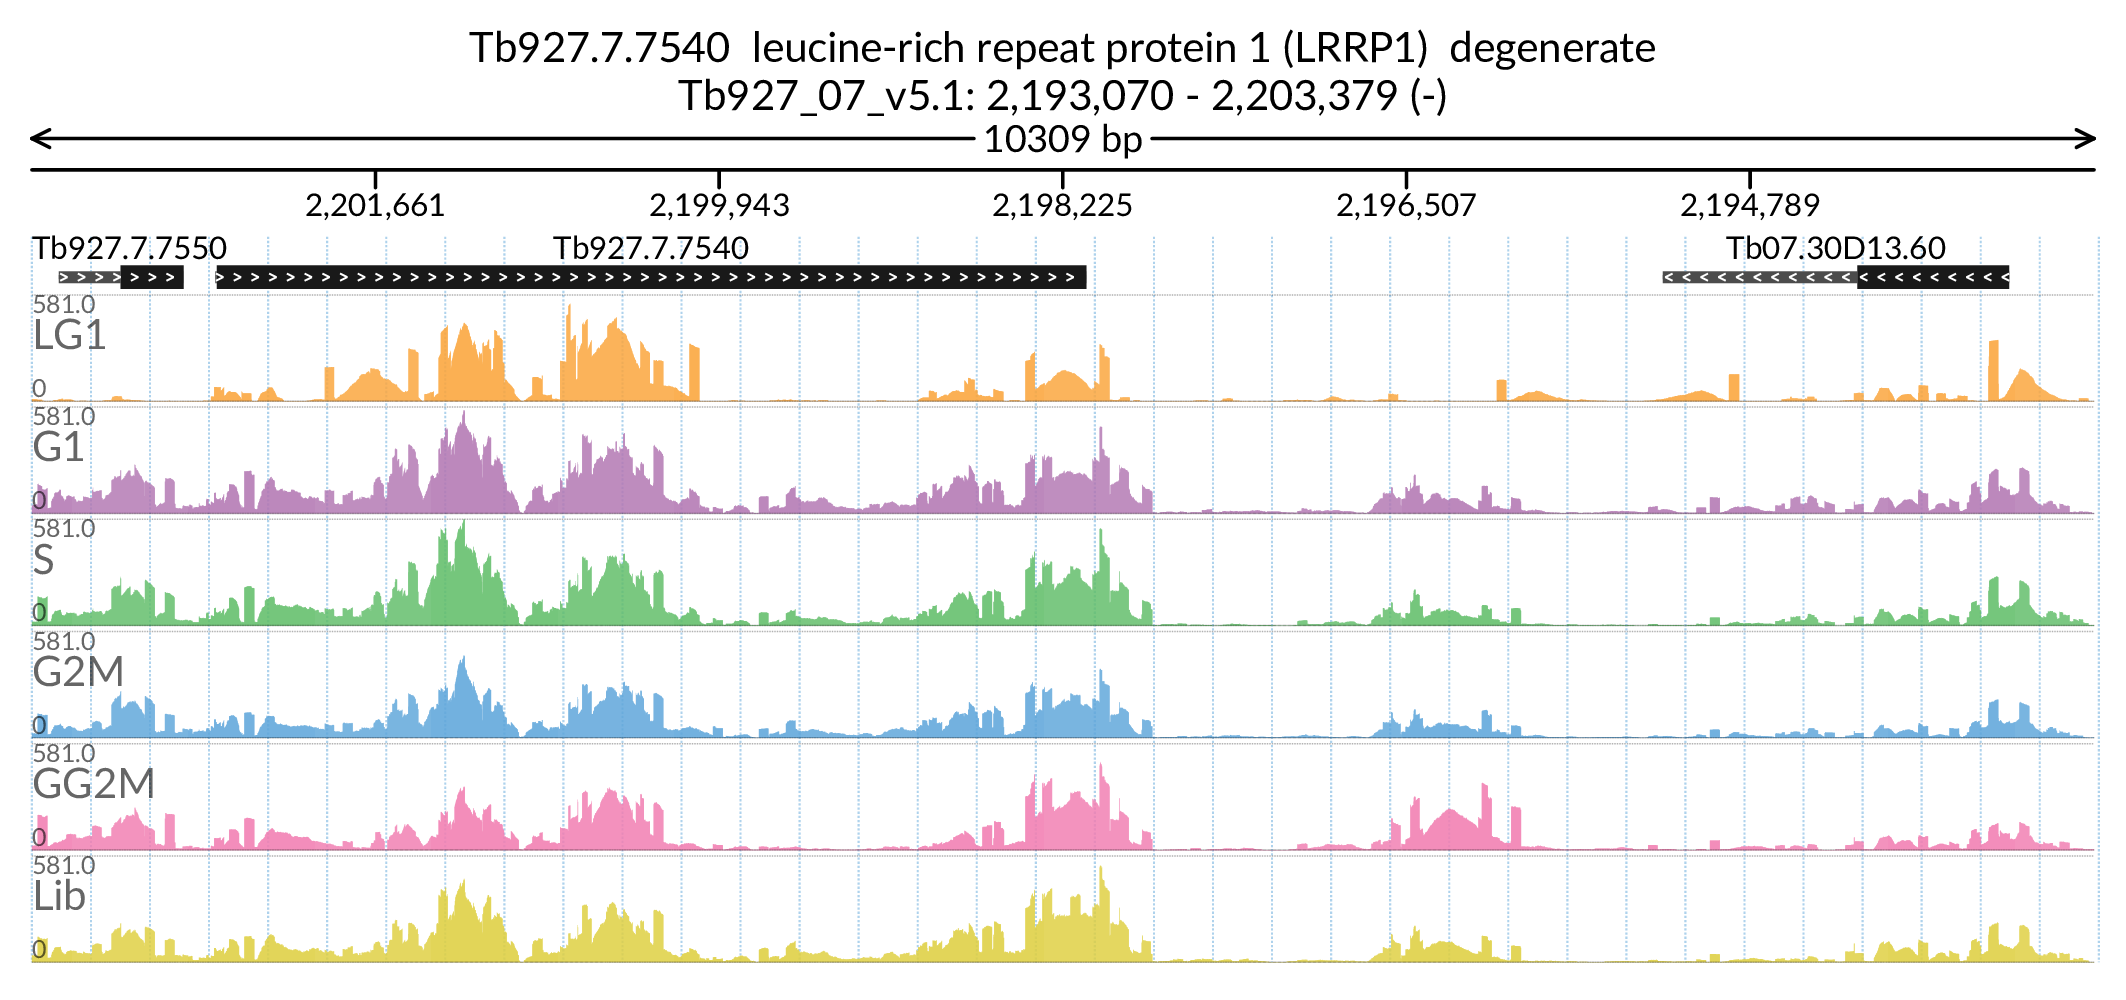 Tb927.7.7540  leucine-rich repeat protein 1 (LRRP1)  degenerate
Tb927_07_v5.1: 2,193,070 - 2,203,379 (-)
10309 bp
2,201,661 2,199,943 2,198,225 2,196,507 2,194,789
Tb927.7.7550 Tb927.7.7540 Tb07.30D13.60
581.0
LG1
0
581.0
G1
0
581.0
S
0
581.0
G2M
0
581.0
GG2M
0
581.0
Lib
0